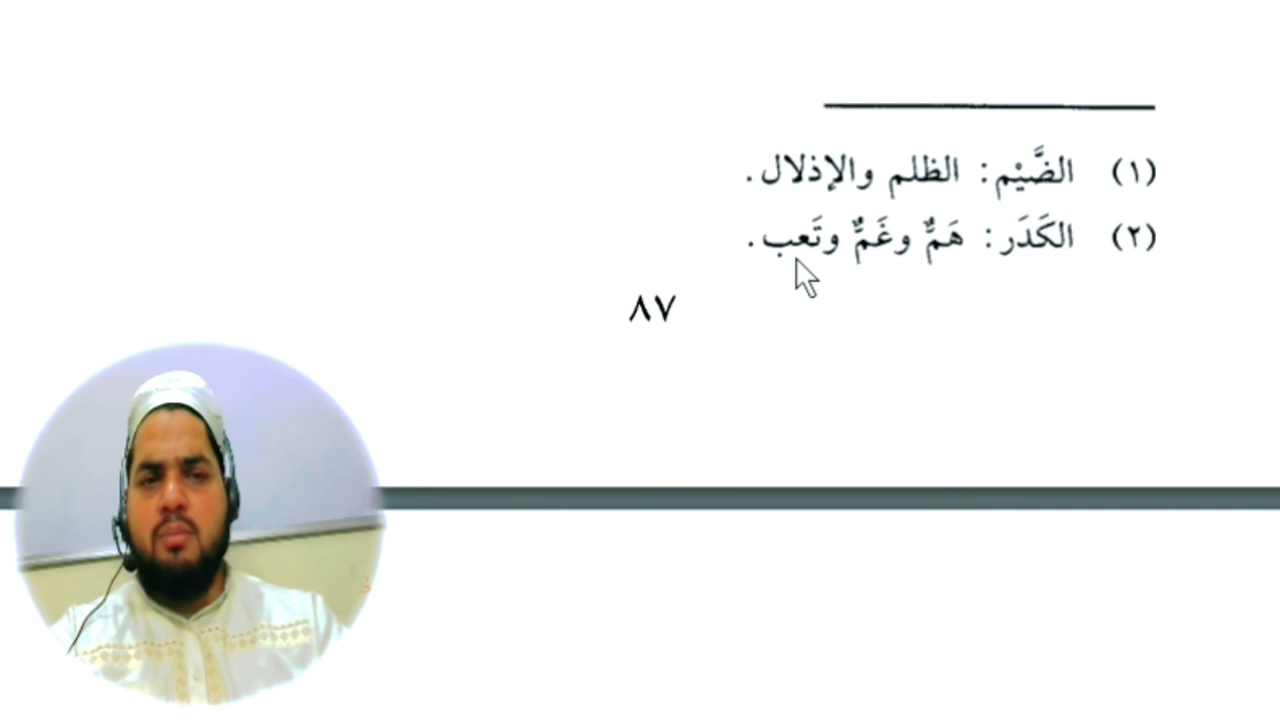 (١) الضَّيْم: الظلم والإذلال.
(٢) الكَدَر: هَمٌّ وغَمٌّ وتَعب.
٨٧